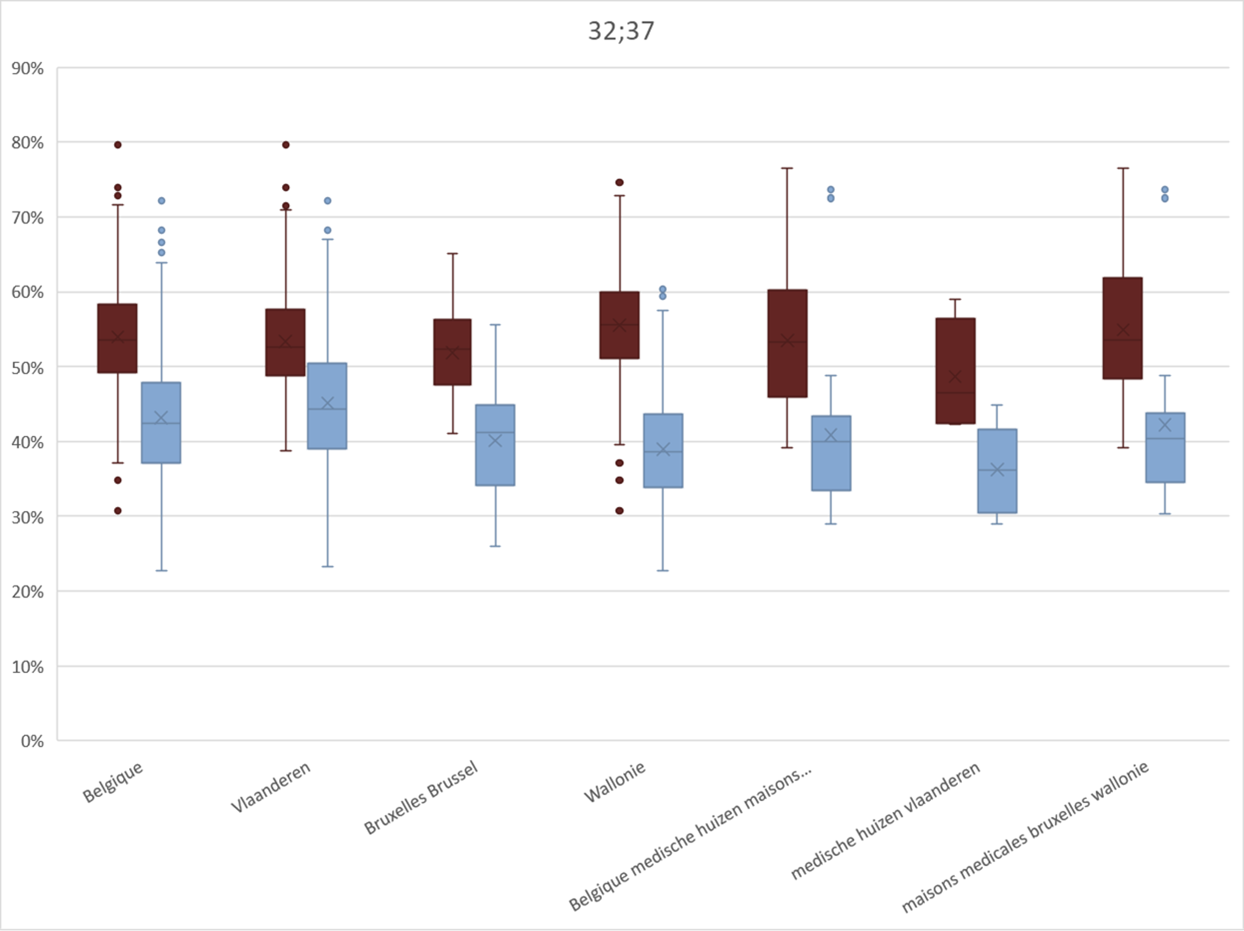 32;37
90%
80%
70%
60%
50%
40%
30%
20%
10%
0%
Belgique
Vlaanderen
Bruxelles Brussel
Wallonie
Belgique medische huizen maisons...
medische huizen vlaanderen
maisons medicales bruxelles wallonie